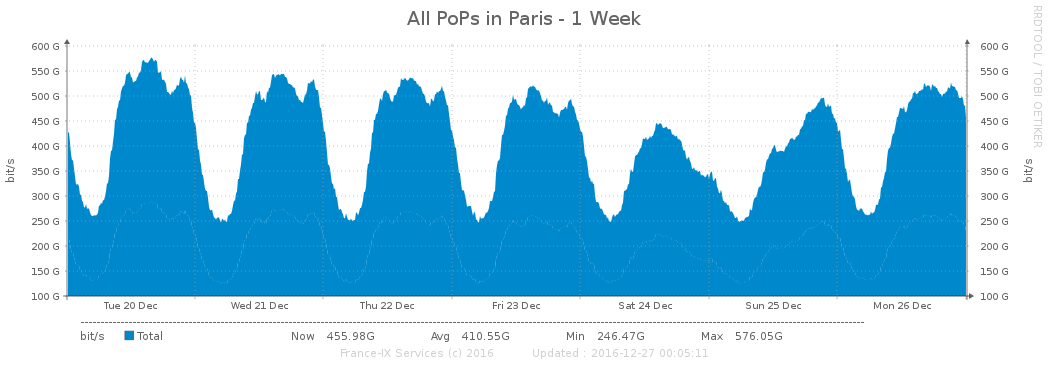 All PoPs in Paris - 1 Week
RRDTOOL / TOBI OETIKER
600 G 600 G
550 G 550 G
500 G 500 G
450 G 450 G
400 G 400 G
350 G 350 G
300 G 300 G
250 G 250 G
200 G 200 G
150 G 150 G
100 G 100 G
bit/s
bit/s
Tue 20 Dec Wed 21 Dec Thu 22 Dec Fri 23 Dec Sat 24 Dec Sun 25 Dec Mon 26 Dec
bit/s Total Now 455.98G Avg 410.55G Min 246.47G Max 576.05G
France-IX Services (c) 2016 Updated : 2016-12-27 00:05:11